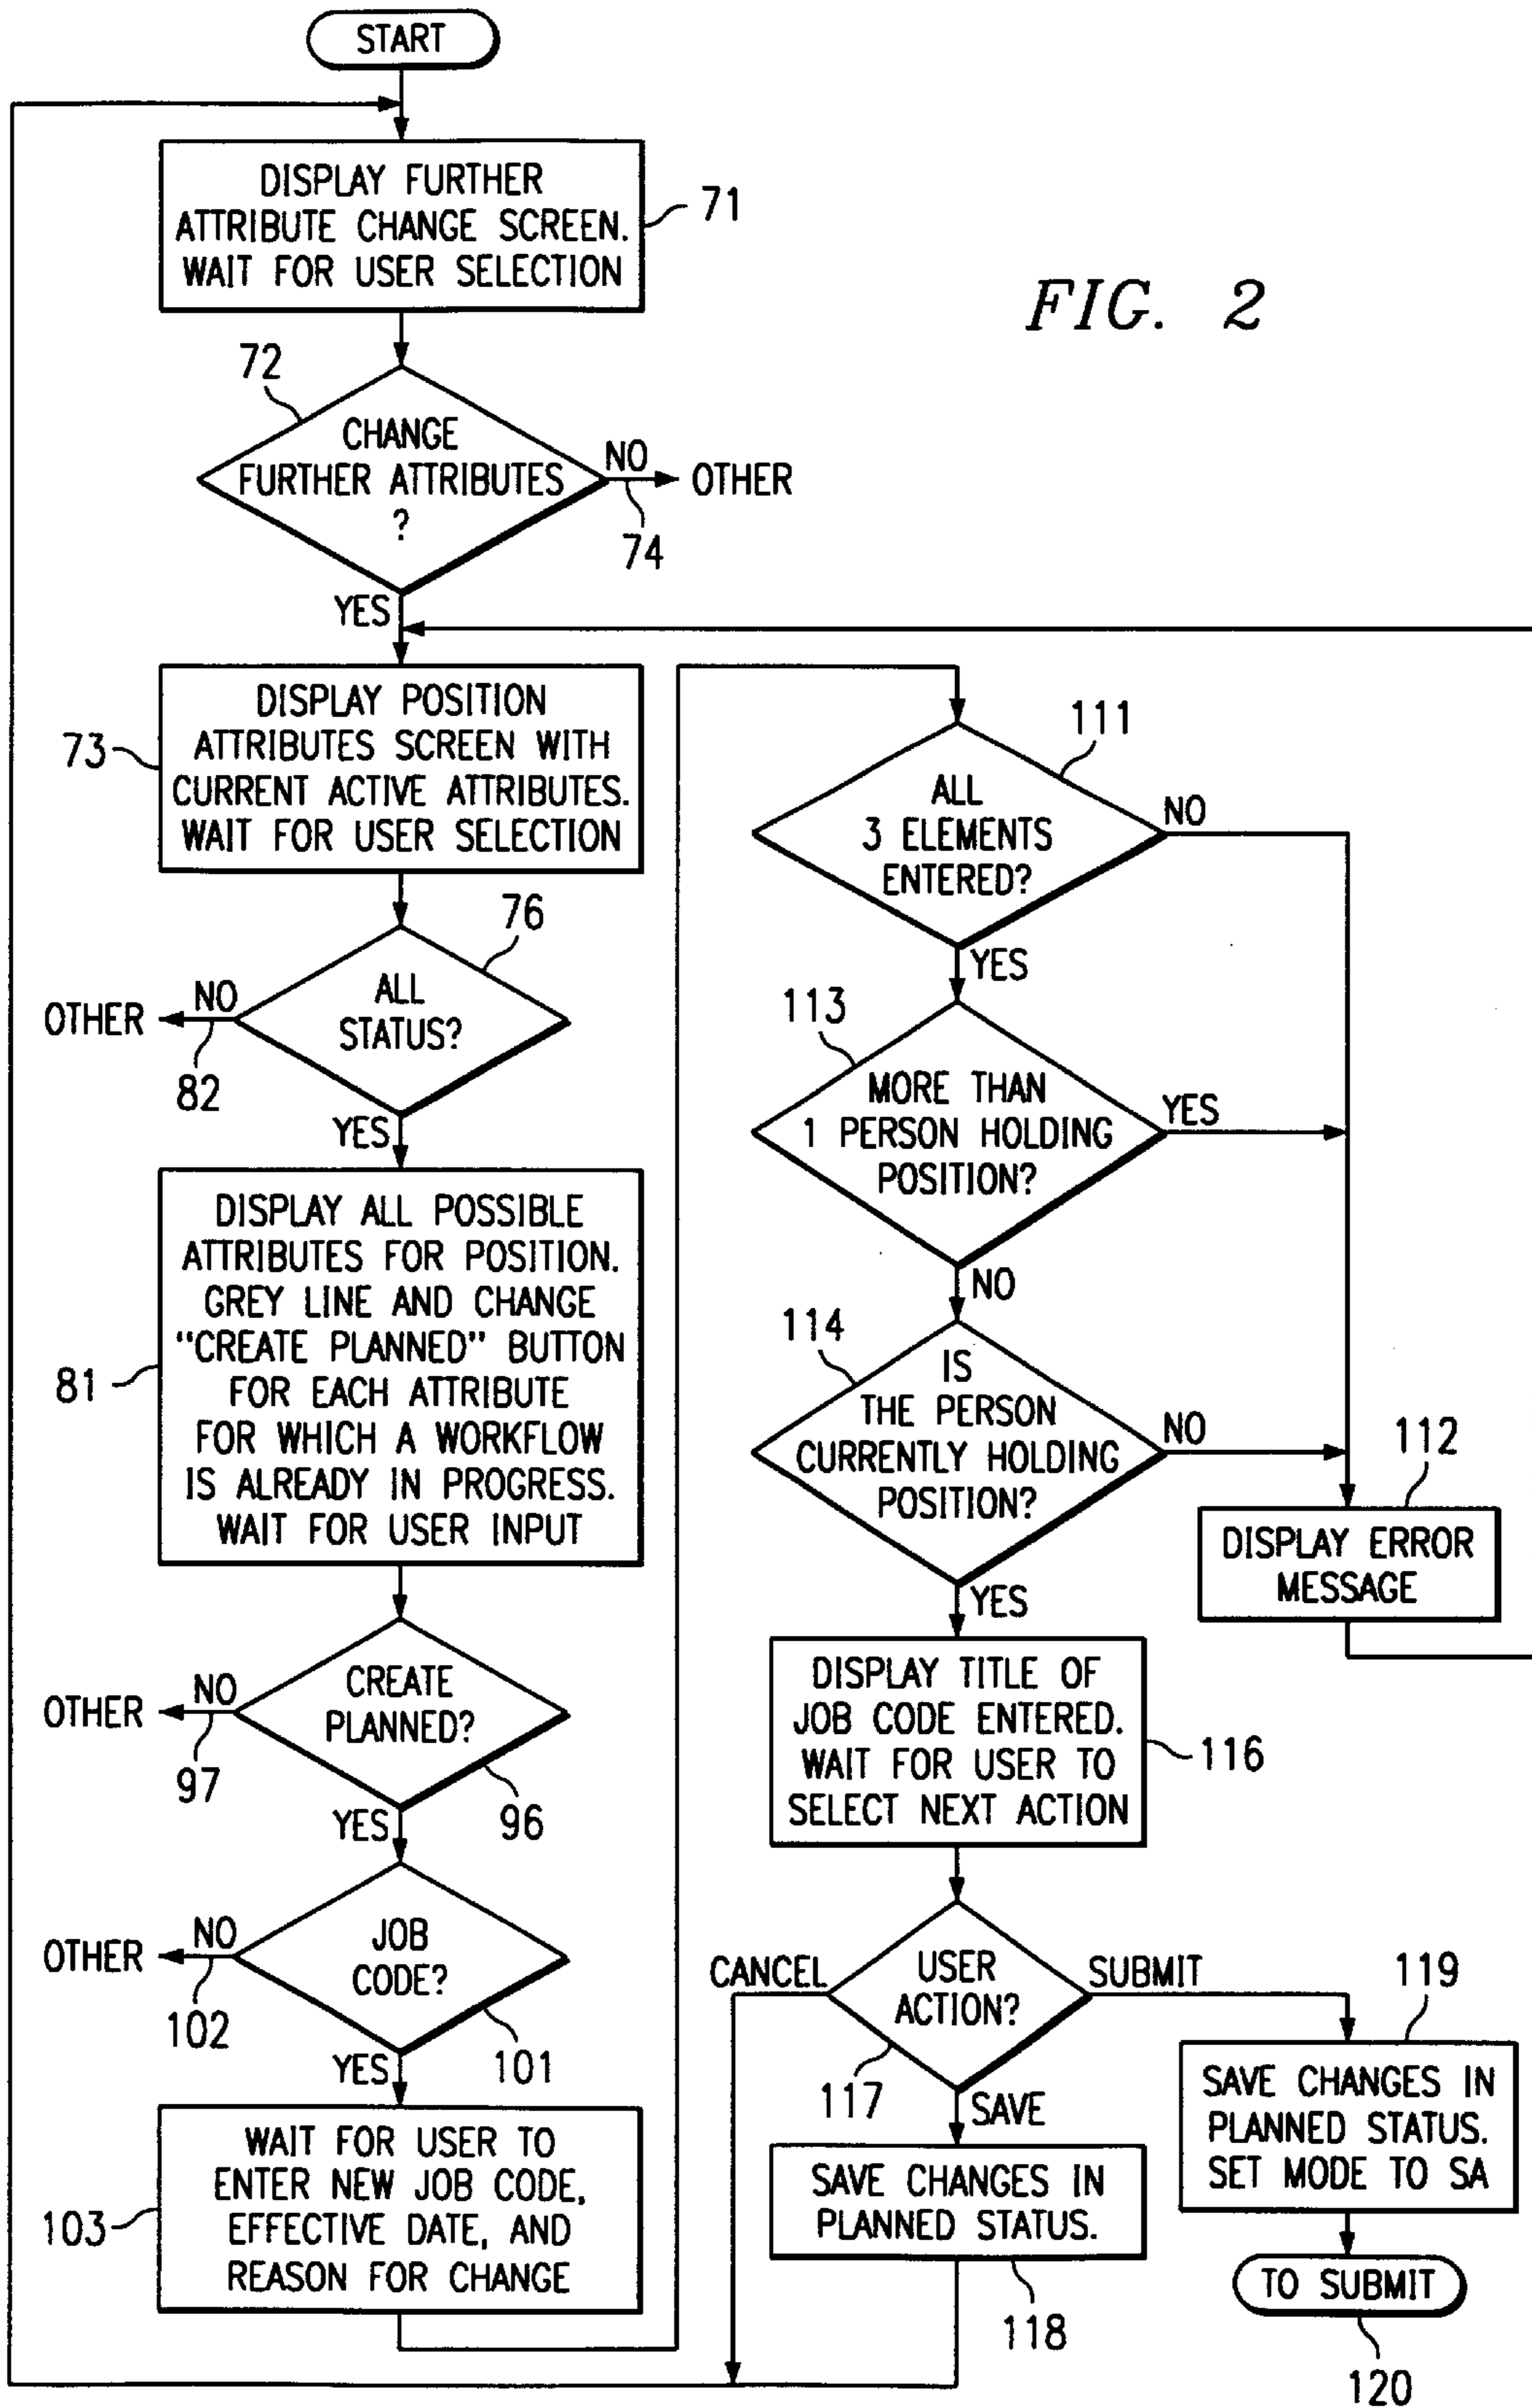 START
DISPLAY FURTHER
ATTRIBUTE CHANGE SCREEN.
WAIT FOR USER SELECTION
71
FIG. 2
72
CHANGE
FURTHER ATTRIBUTES
?
NO
OTHER
74
YES
DISPLAY POSITION
ATTRIBUTES SCREEN WITH
CURRENT ACTIVE ATTRIBUTES.
WAIT FOR USER SELECTION
73
76
ALL
STATUS?
NO
OTHER
82
YES
DISPLAY ALL POSSIBLE
ATTRIBUTES FOR POSITION.
GREY LINE AND CHANGE
"CREATE PLANNED" BUTTON
FOR EACH ATTRIBUTE
FOR WHICH A WORKFLOW
IS ALREADY IN PROGRESS.
WAIT FOR USER INPUT
81
CREATE
PLANNED?
NO
OTHER
97
96
YES
JOB
CODE?
NO
OTHER
102
101
YES
WAIT FOR USER TO
ENTER NEW JOB CODE,
EFFECTIVE DATE, AND
REASON FOR CHANGE
103
111
ALL
3 ELEMENTS
ENTERED?
NO
YES
113
MORE THAN
1 PERSON HOLDING
POSITION?
YES
NO
114
IS
THE PERSON
CURRENTLY HOLDING
POSITION?
NO
YES
112
DISPLAY ERROR
MESSAGE
DISPLAY TITLE OF
JOB CODE ENTERED.
WAIT FOR USER TO
SELECT NEXT ACTION
116
USER
ACTION?
CANCEL
SUBMIT
117
SAVE
SAVE CHANGES IN
PLANNED STATUS.
118
119
SAVE CHANGES IN
PLANNED STATUS.
SET MODE TO SA
TO SUBMIT
120